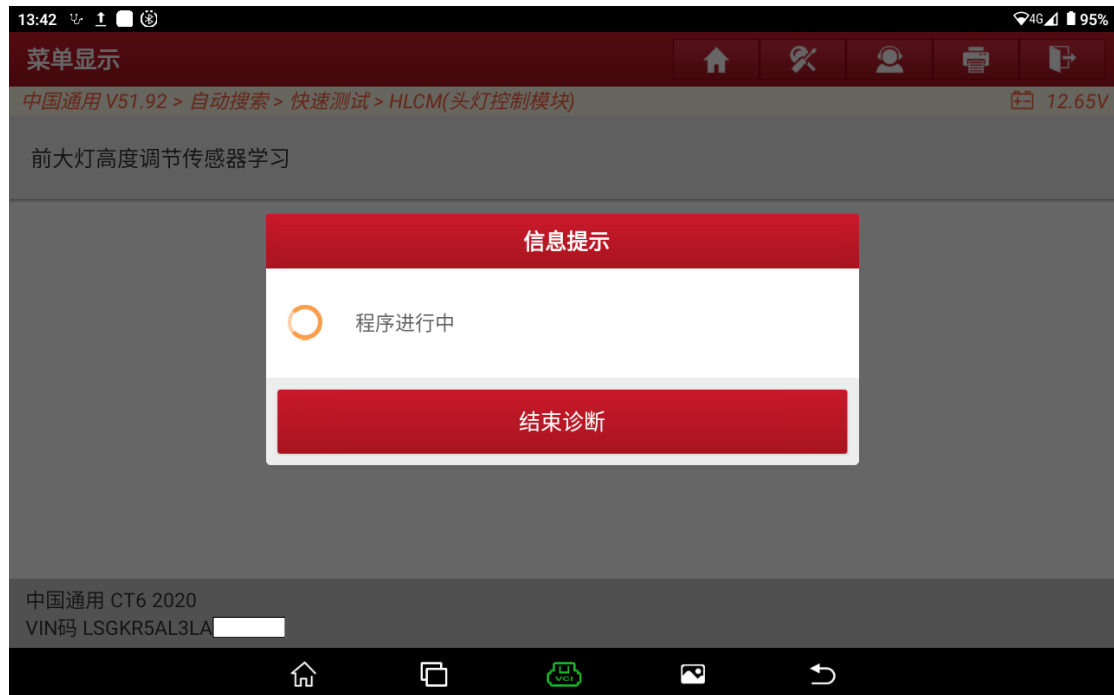 13:42 4G 95%
菜单显示
中国通用 V51.92 > 自动搜索 > 快速测试 > HLCM(头灯控制模块) 12.65V
前大灯高度调节传感器学习
信息提示
程序进行中
结束诊断
中国通用 CT6 2020
VIN码 LSGKR5AL3LA
VCI